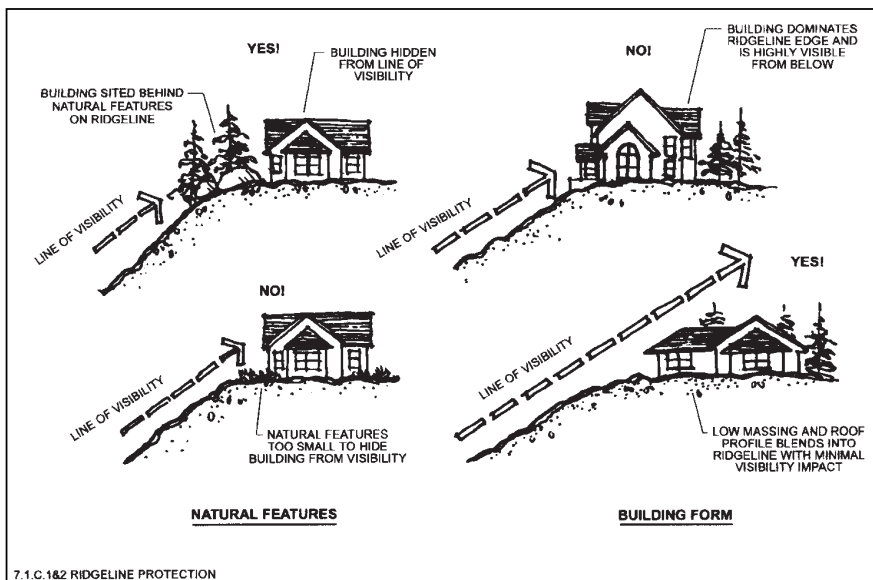 YES!
BUILDING HIDDEN
FROM LINE OF
VISIBILITY
BUILDING SITED BEHIND
NATURAL FEATURES
ON RIDGELINE
LINE OF VISIBILITY
NO!
BUILDING DOMINATES
RIDGELINE EDGE AND
IS HIGHLY VISIBLE
FROM BELOW
LINE OF VISIBILITY
NO!
LINE OF VISIBILITY
NATURAL FEATURES
TOO SMALL TO HIDE
BUILDING FROM VISIBILITY
YES!
LINE OF VISIBILITY
LOW MASSING AND ROOF
PROFILE BLENDS INTO
RIDGELINE WITH MINIMAL
VISIBILITY IMPACT
NATURAL FEATURES
BUILDING FORM
7.1.C.1&2 RIDGELINE PROTECTION